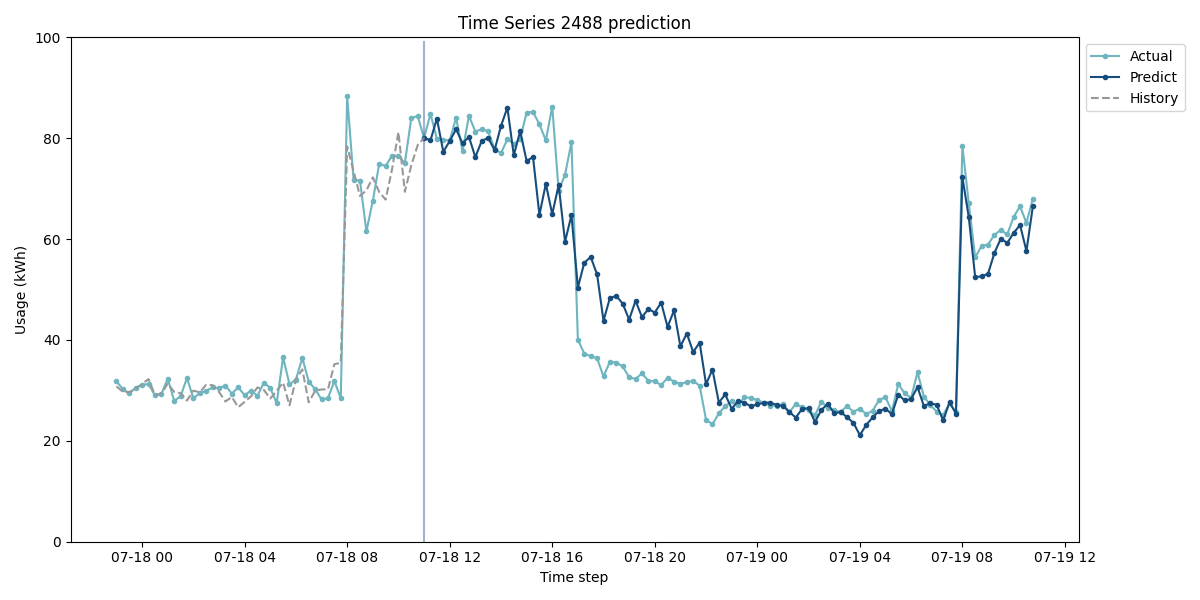 Time Series 2488 prediction
100
80
60
40
20
0
Usage (kWh)
07-18 00
07-18 04
07-18 08
07-18 12
07-18 16
07-18 20
07-19 00
07-19 04
07-19 08
07-19 12
Time step
Actual
Predict
History